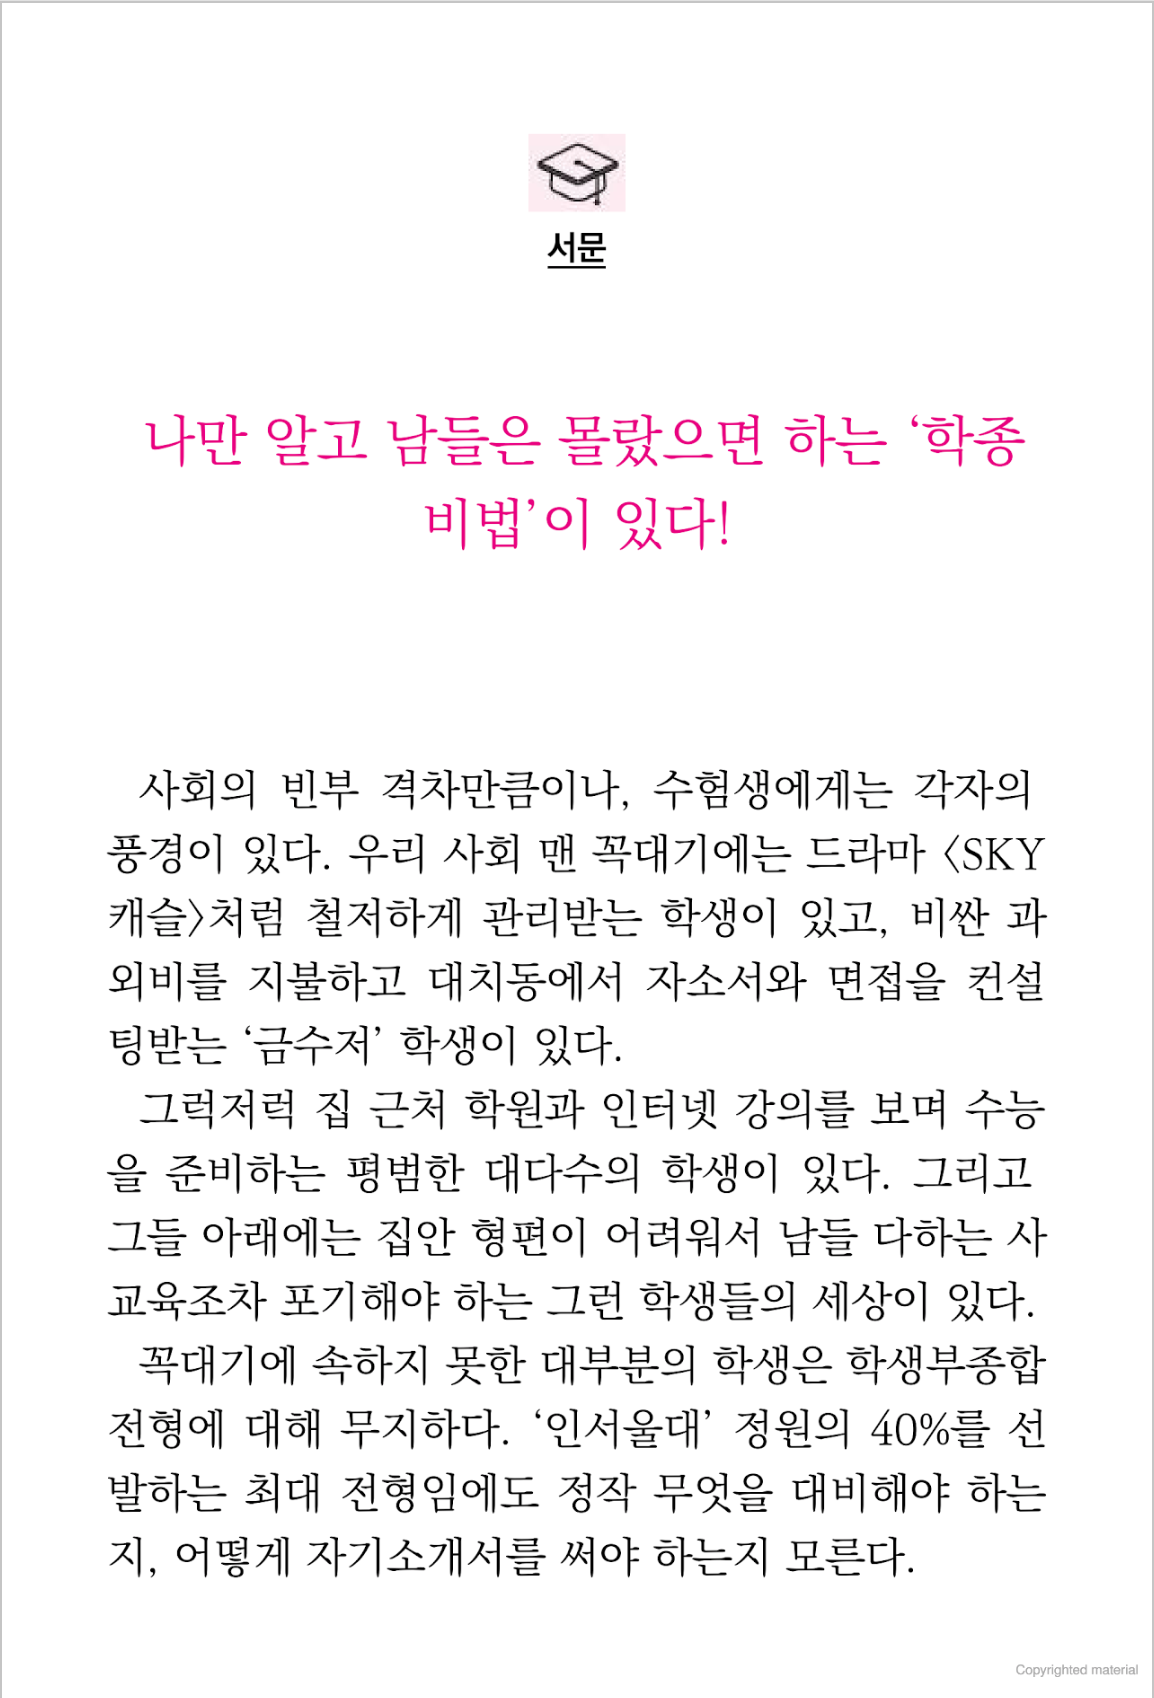 서문
나만 알고 남들은 몰랐으면 하는 ‘학종
비법’이 있다!
사회의 빈부 격차만큼이나, 수험생에게는 각자의
풍경이 있다. 우리 사회 맨 꼭대기에는 드라마 〈SKY
캐슬〉처럼 철저하게 관리받는 학생이 있고, 비싼 과
외비를 지불하고 대치동에서 자소서와 면접을 컨설
팅받는 ‘금수저’ 학생이 있다.
그럭저럭 집 근처 학원과 인터넷 강의를 보며 수능
을 준비하는 평범한 대다수의 학생이 있다. 그리고
그들 아래에는 집안 형편이 어려워서 남들 다하는 사
교육조차 포기해야 하는 그런 학생들의 세상이 있다.
꼭대기에 속하지 못한 대부분의 학생은 학생부종합
전형에 대해 무지하다. ‘인서울대’ 정원의 40%를 선
발하는 최대 전형임에도 정작 무엇을 대비해야 하는
지, 어떻게 자기소개서를 써야 하는지 모른다.
Copyrighted material